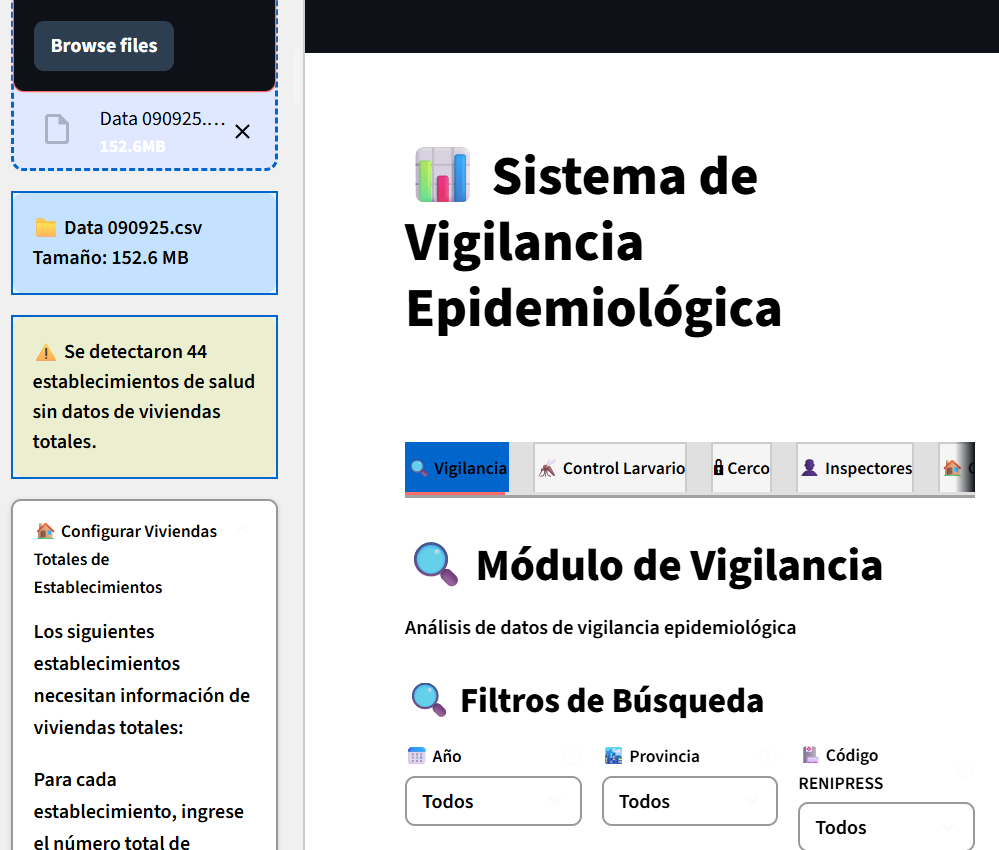 Browse files
Data 090925.…
152.6MB
Data 090925.csv
Tamaño: 152.6 MB
Se detectaron 44
establecimientos de salud
sin datos de viviendas
totales.
Configurar Viviendas
Totales de
Establecimientos
Los siguientes
establecimientos
necesitan información de
viviendas totales:
Para cada
establecimiento, ingrese
el número total de
Sistema de
Vigilancia
Epidemiológica
Vigilancia
Control Larvario
Cerco
Inspectores
Módulo de Vigilancia
Análisis de datos de vigilancia epidemiológica
Filtros de Búsqueda
Año
Todos
Provincia
Todos
Código
RENIPRESS
Todos